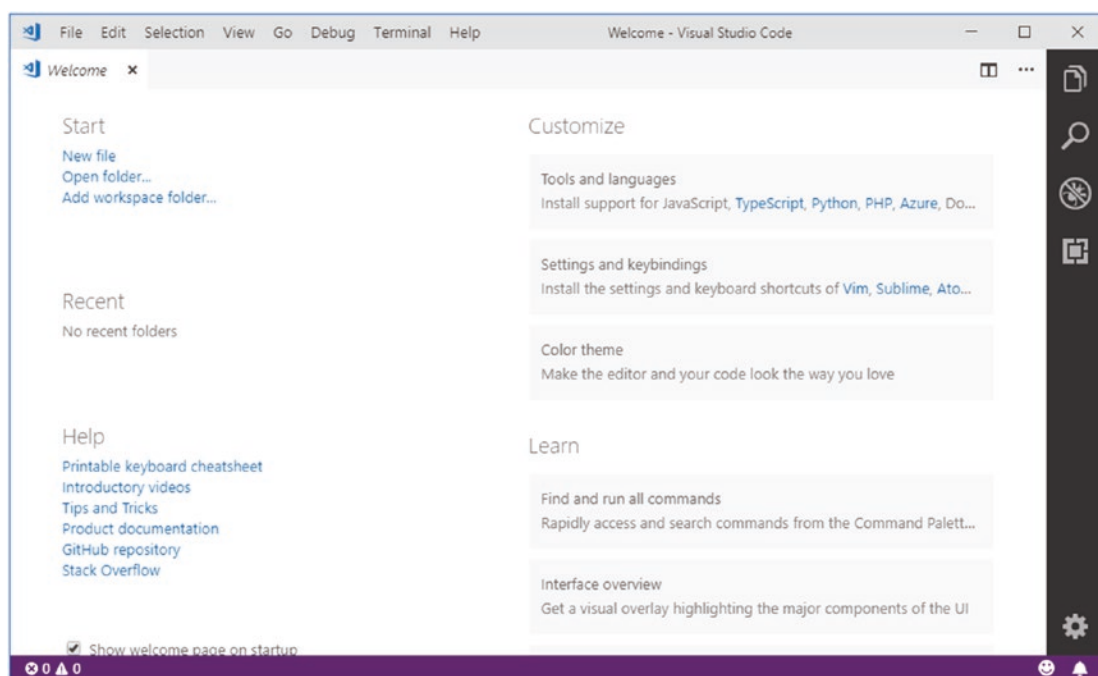 File Edit Selection View Go Debug Terminal Help Welcome - Visual Studio Code
Welcome
Start
New file
Open folder...
Add workspace folder...
Recent
No recent folders
Help
Printable keyboard cheatsheet
Introductory videos
Tips and Tricks
Product documentation
GitHub repository
Stack Overflow
Show welcome page on startup
Customize
Tools and languages
Install support for JavaScript, TypeScript, Python, PHP, Azure, Do...
Settings and keybindings
Install the settings and keyboard shortcuts of Vim, Sublime, Ato...
Color theme
Make the editor and your code look the way you love
Learn
Find and run all commands
Rapidly access and search commands from the Command Palett...
Interface overview
Get a visual overlay highlighting the major components of the UI
0 0